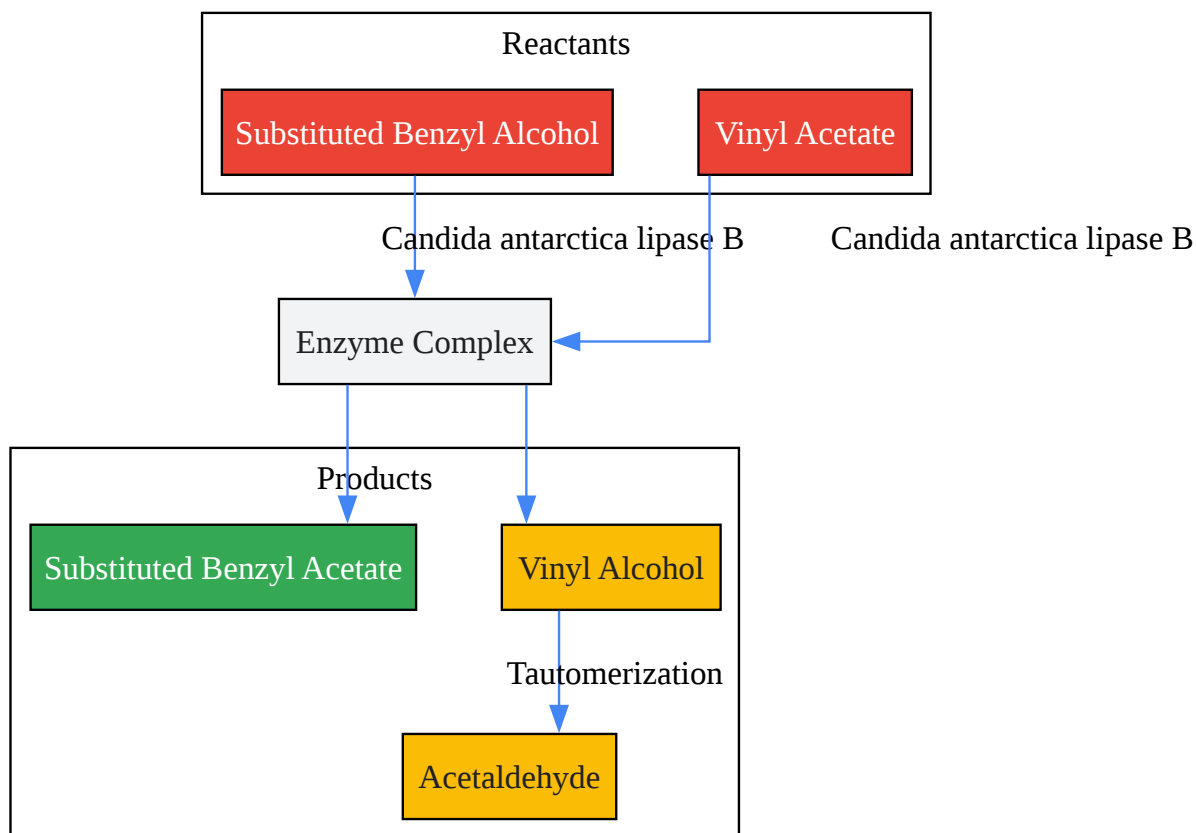 Reactants
Substituted Benzyl Alcohol
Vinyl Acetate
Candida antarctica lipase B
Candida antarctica lipase B
Enzyme Complex
Products
Substituted Benzyl Acetate
Vinyl Alcohol
Tautomerization
Acetaldehyde